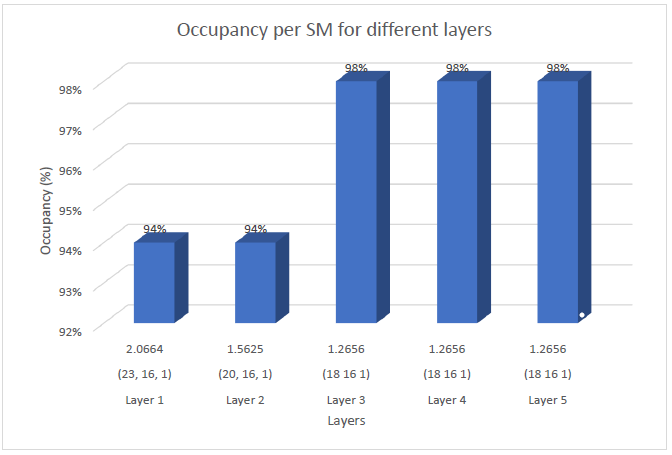 Occupancy per SM for different layers
98%
97%
96%
95%
94%
93%
92%
Occupancy (%)
94%
94%
98%
98%
98%
2.0664 1.5625 1.2656 1.2656 1.2656
(23, 16, 1) (20, 16, 1) (18 16 1) (18 16 1) (18 16 1)
Layer 1 Layer 2 Layer 3 Layer 4 Layer 5
Layers